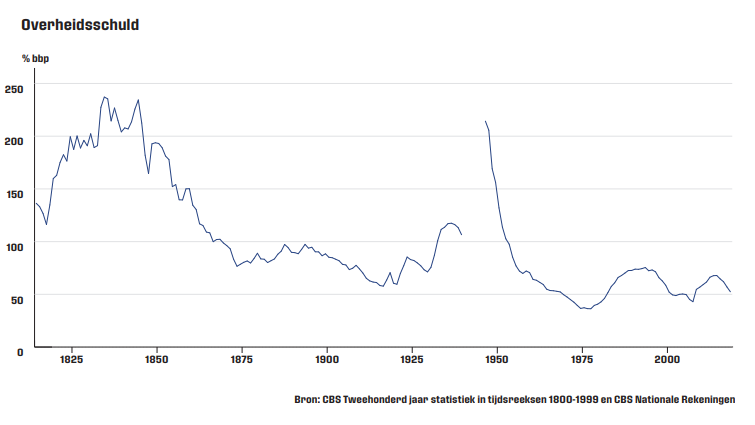 Overheidsschuld
% bbp
250
200
150
100
50
0
1825 1850 1875 1900 1925 1950 1975 2000
Bron: CBS Tweehonderd jaar statistiek in tijdsreeksen 1800-1999 en CBS Nationale Rekeningen